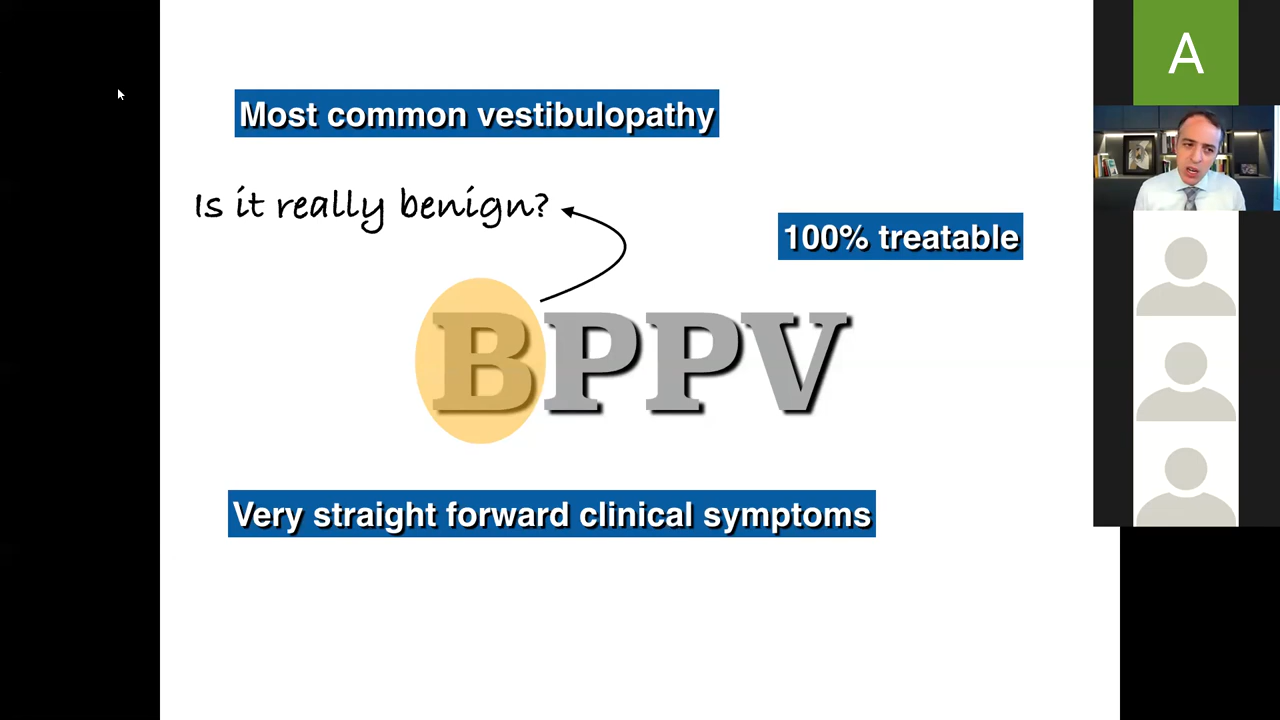 Most common vestibulopathy
Is it really benign?
100% treatable
BPPV
Very straight forward clinical symptoms
A